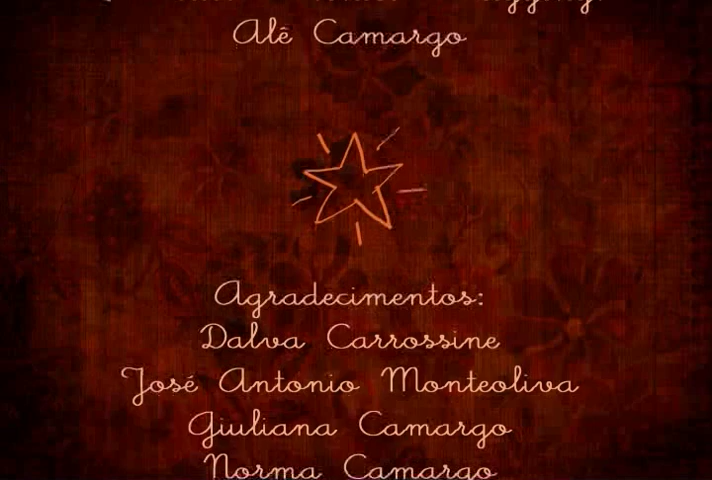 Alê Camargo
Agradecimentos:
Dalva Carrossine
José Antonio Monteoliva
Giuliana Camargo
Norma Camargo